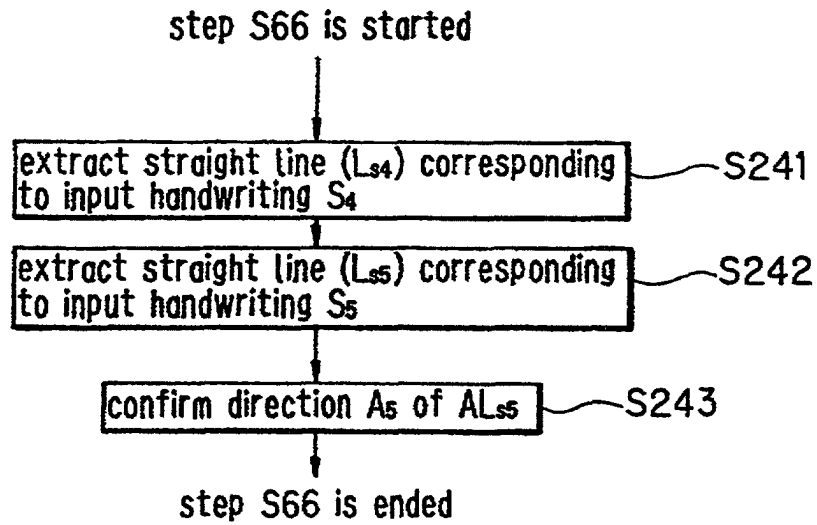 step S66 is started
extract straight line (Ls4) corresponding S241
to input handwriting S4
extract straight line (Ls5) corresponding S242
to input handwriting S5
confirm direction A5 of ALs5 S243
step S66 is ended